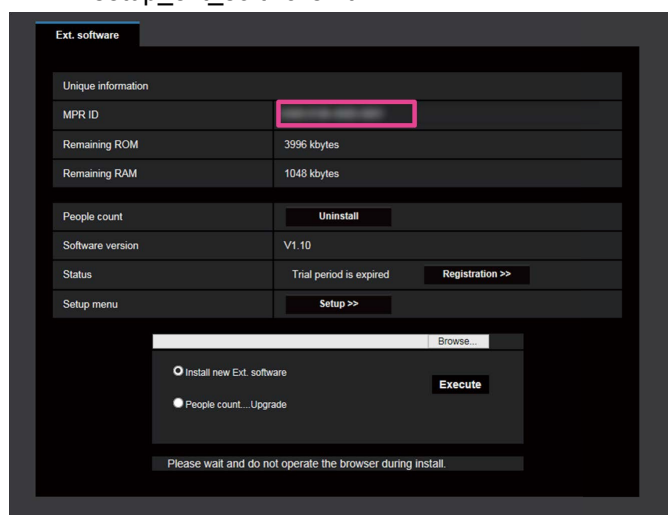 Ext. software
Unique information
MPR ID
Remaining ROM 3996 kbytes
Remaining RAM 1048 kbytes
People count Uninstall
Software version V1.10
Status Trial period is expired Registration >>
Setup menu Setup >>
Browse...
Install new Ext. software
Execute
People count....Upgrade
Please wait and do not operate the browser during install.